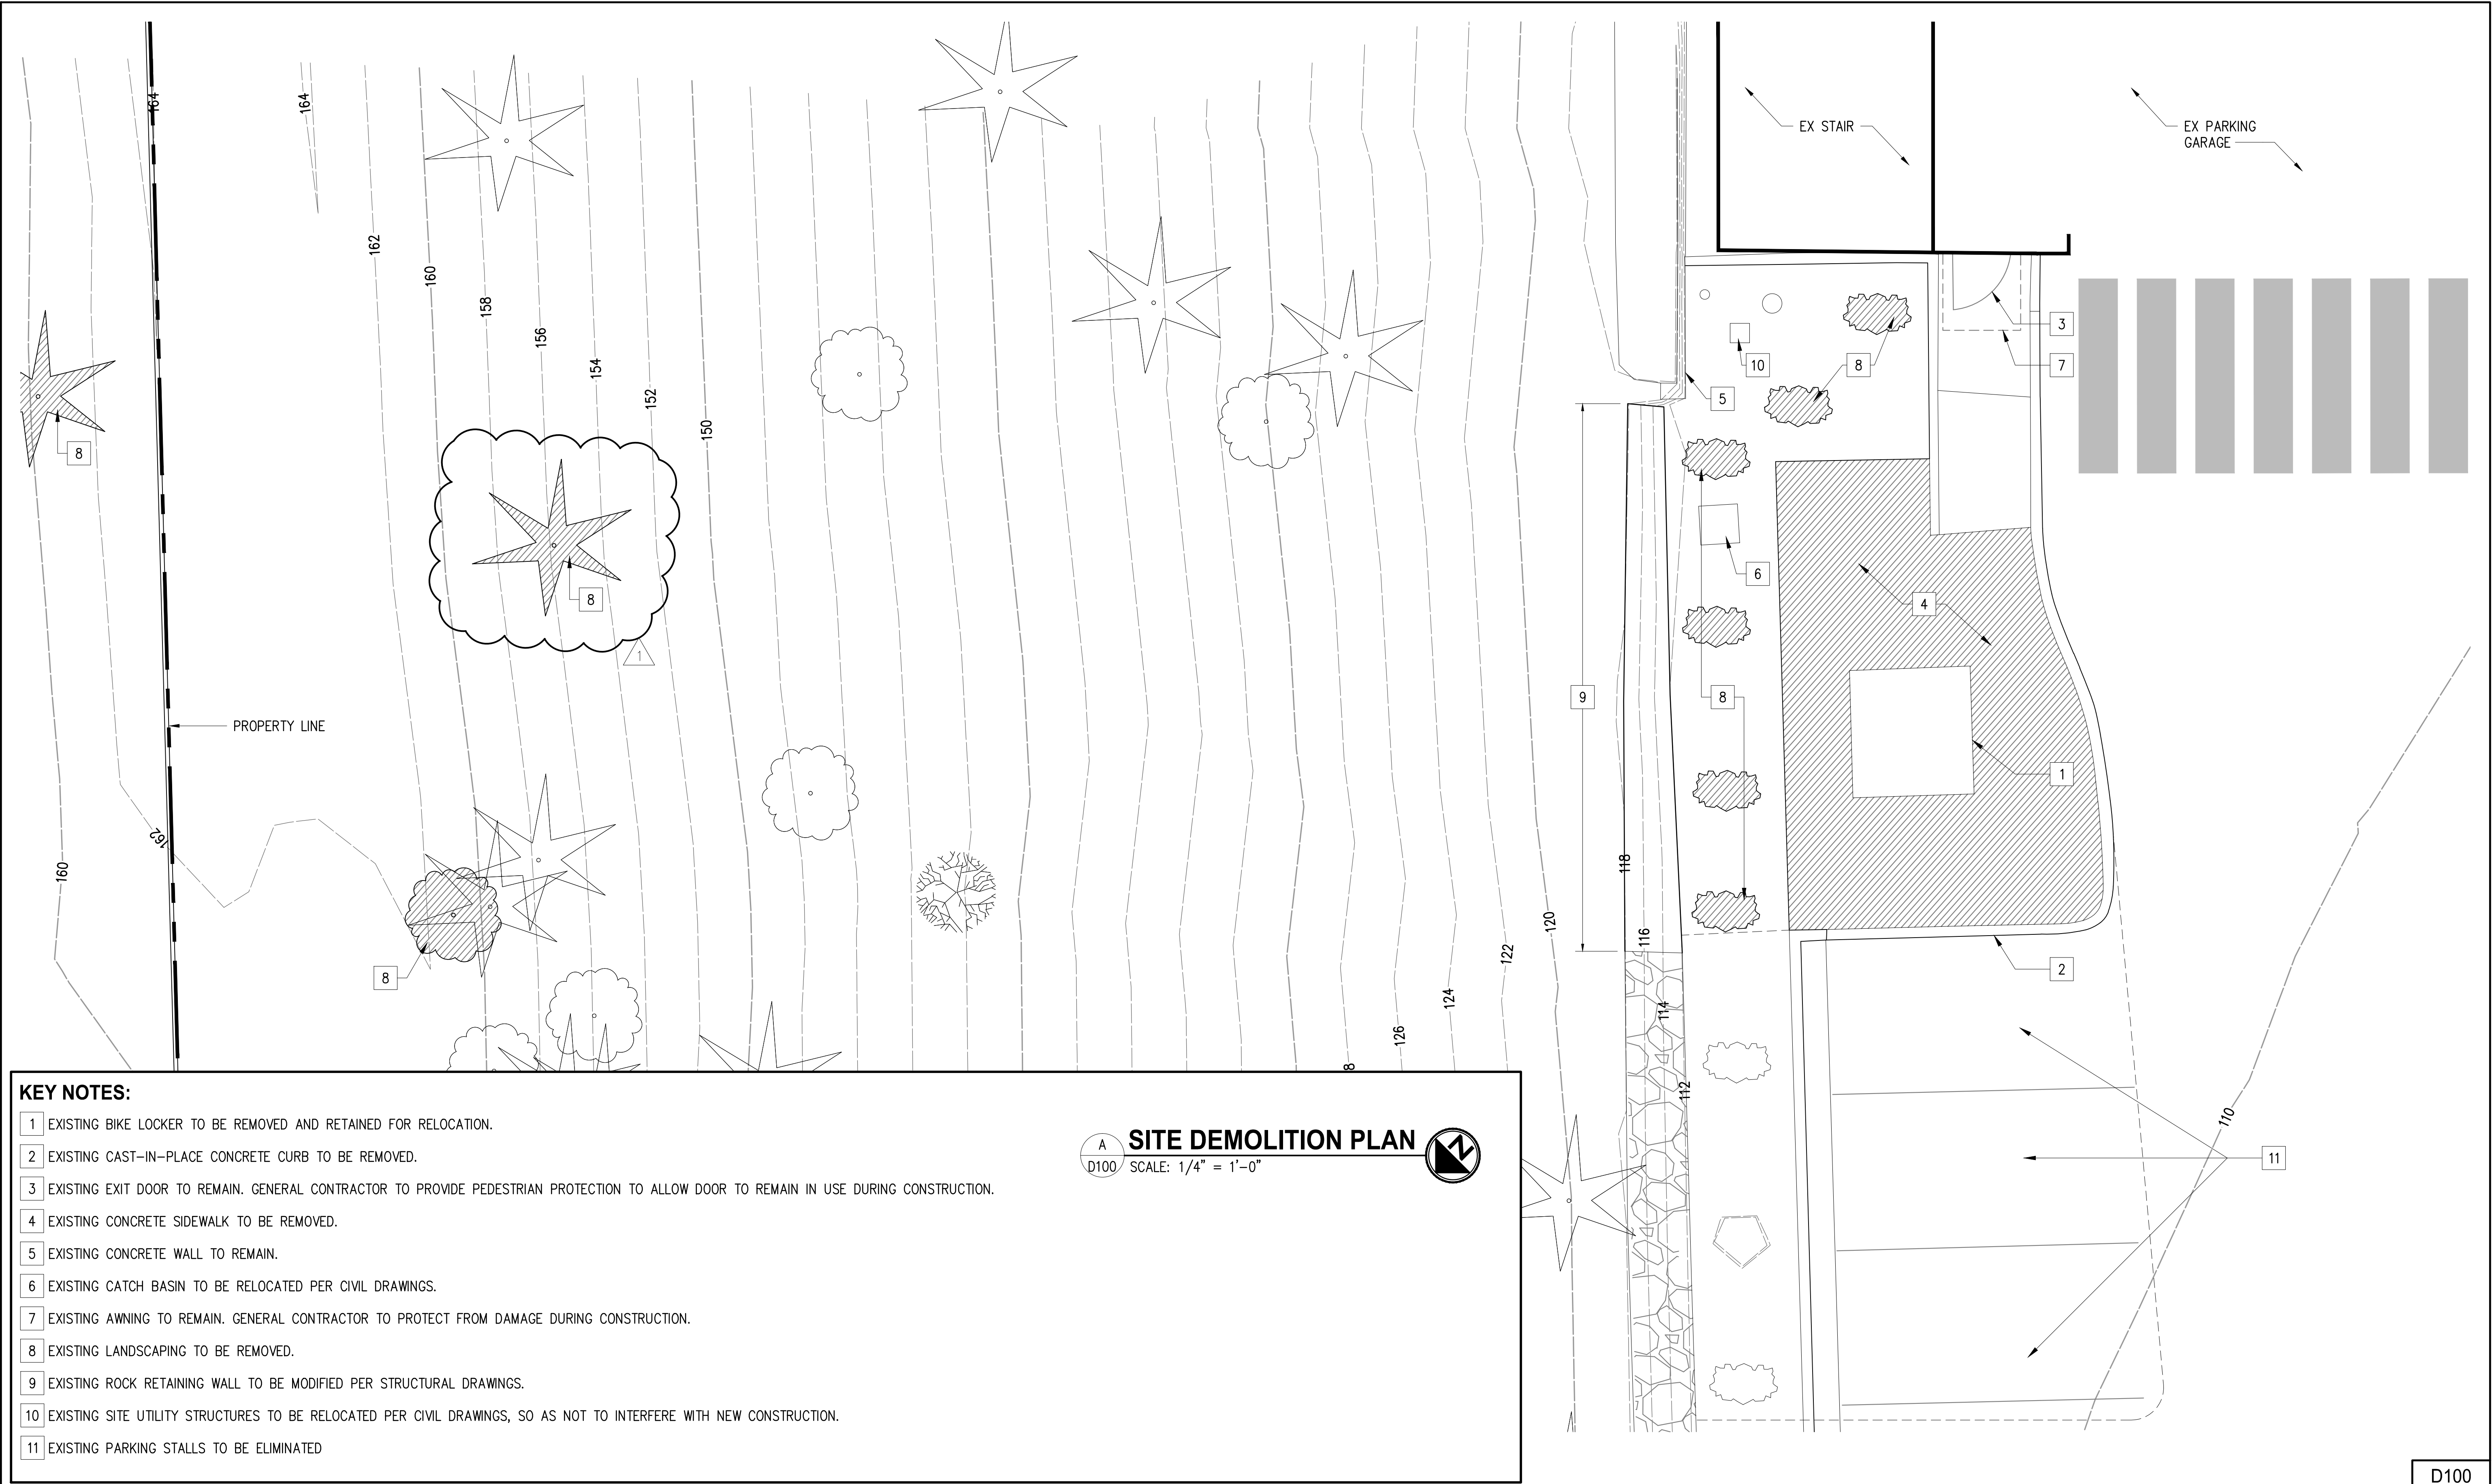 164
164
EX STAIR
EX PARKING
GARAGE
162
160
158
156
154
152
150
3
10
8
7
5
8
6
8
4
1
9
8
PROPERTY LINE
1
162
160
118
116
120
122
2
8
124
114
126
8
112
110
11
KEY NOTES:
1 EXISTING BIKE LOCKER TO BE REMOVED AND RETAINED FOR RELOCATION.
2 EXISTING CAST-IN-PLACE CONCRETE CURB TO BE REMOVED.
3 EXISTING EXIT DOOR TO REMAIN. GENERAL CONTRACTOR TO PROVIDE PEDESTRIAN PROTECTION TO ALLOW DOOR TO REMAIN IN USE DURING CONSTRUCTION.
4 EXISTING CONCRETE SIDEWALK TO BE REMOVED.
5 EXISTING CONCRETE WALL TO REMAIN.
6 EXISTING CATCH BASIN TO BE RELOCATED PER CIVIL DRAWINGS.
7 EXISTING AWNING TO REMAIN. GENERAL CONTRACTOR TO PROTECT FROM DAMAGE DURING CONSTRUCTION.
8 EXISTING LANDSCAPING TO BE REMOVED.
9 EXISTING ROCK RETAINING WALL TO BE MODIFIED PER STRUCTURAL DRAWINGS.
10 EXISTING SITE UTILITY STRUCTURES TO BE RELOCATED PER CIVIL DRAWINGS, SO AS NOT TO INTERFERE WITH NEW CONSTRUCTION.
11 EXISTING PARKING STALLS TO BE ELIMINATED
A
D100
SITE DEMOLITION PLAN
SCALE: 1/4" = 1'-0"
N
D100